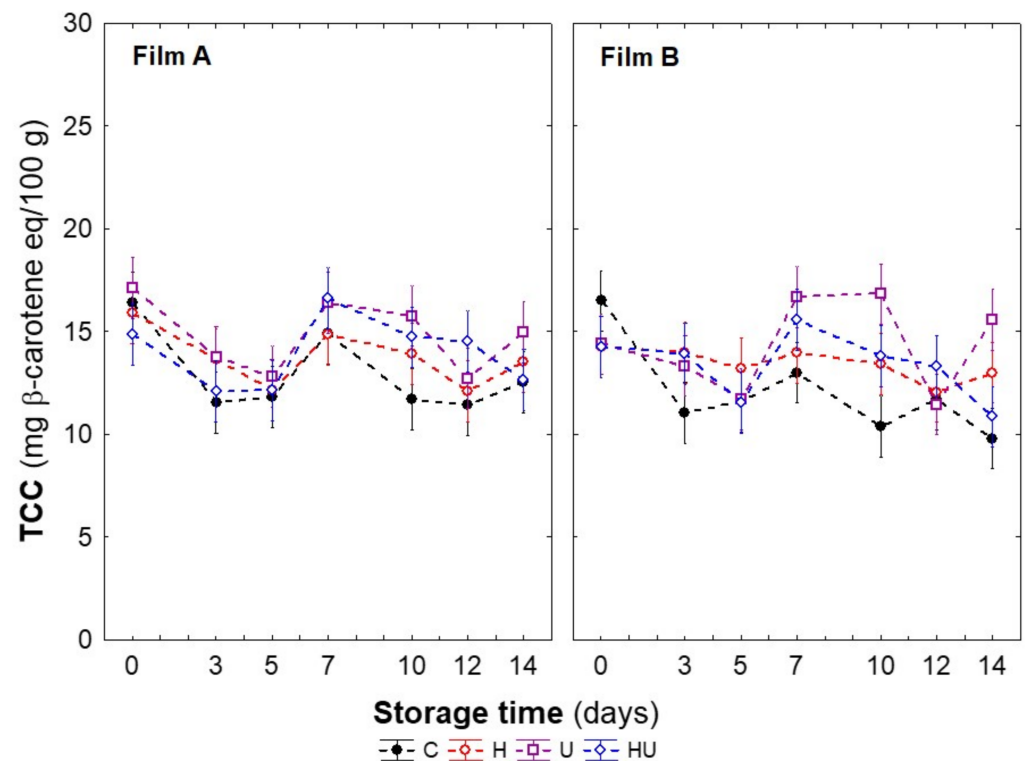 Film A
Film B
30
25
20
15
10
5
0
TCC (mg β-carotene eq/100 g)
0 3 5 7 10 12 14
0 3 5 7 10 12 14
Storage time (days)
C H U HU